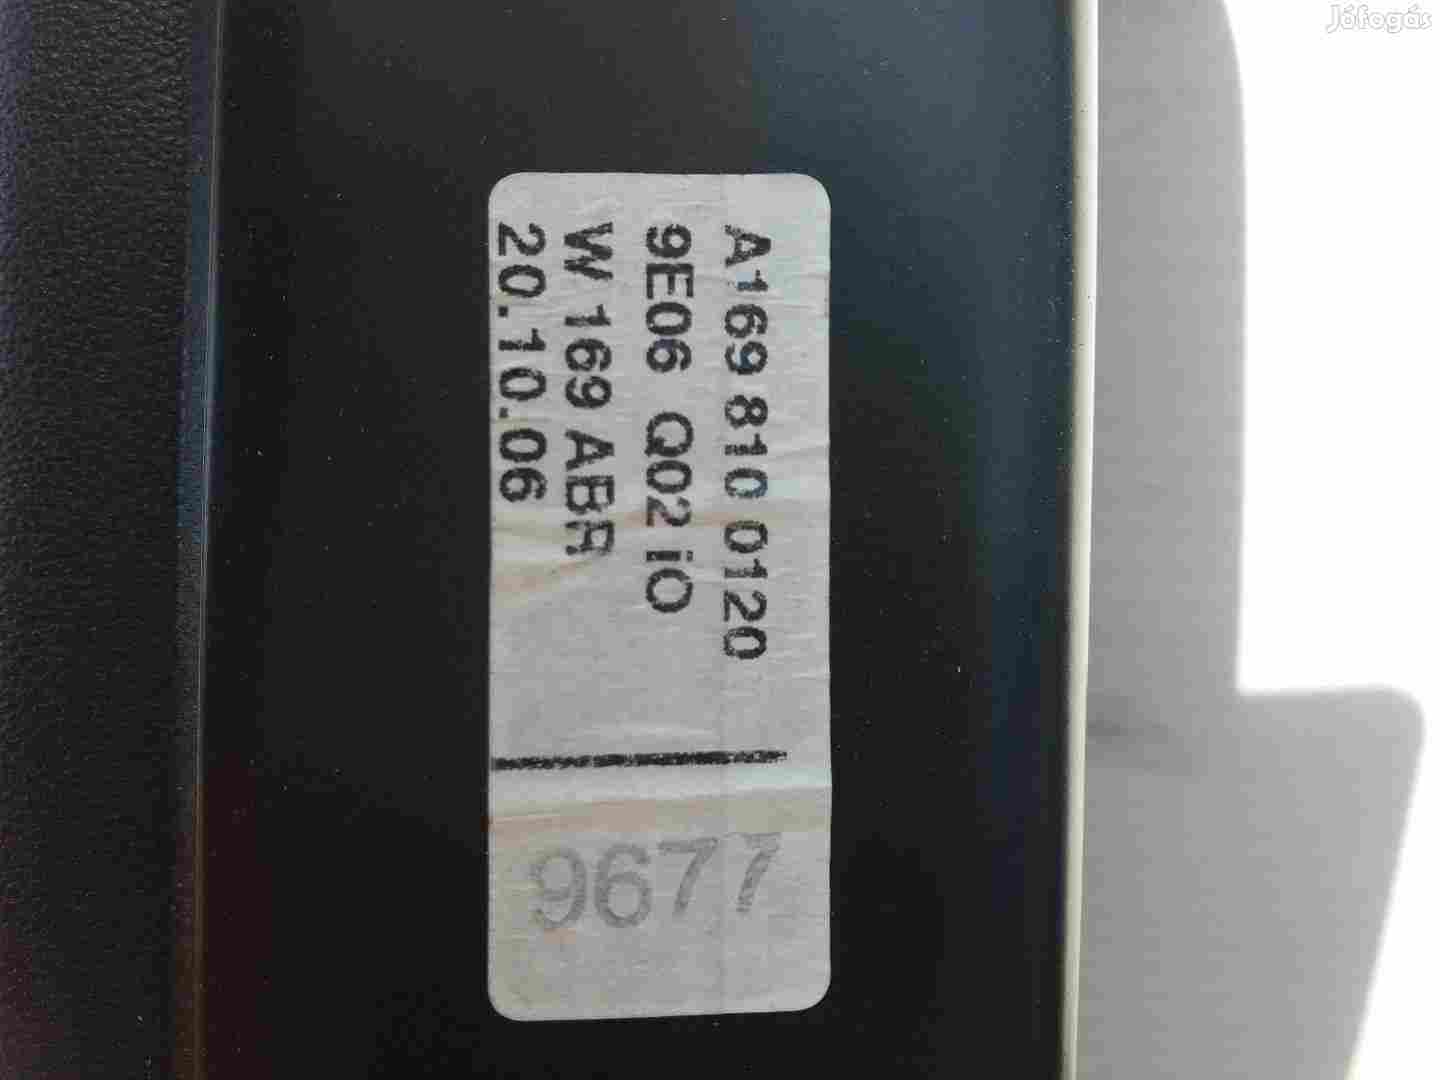 A169 810 0120
9E06 Q02 iO
W 169 ABR
20.10.06
9677
Jófogás